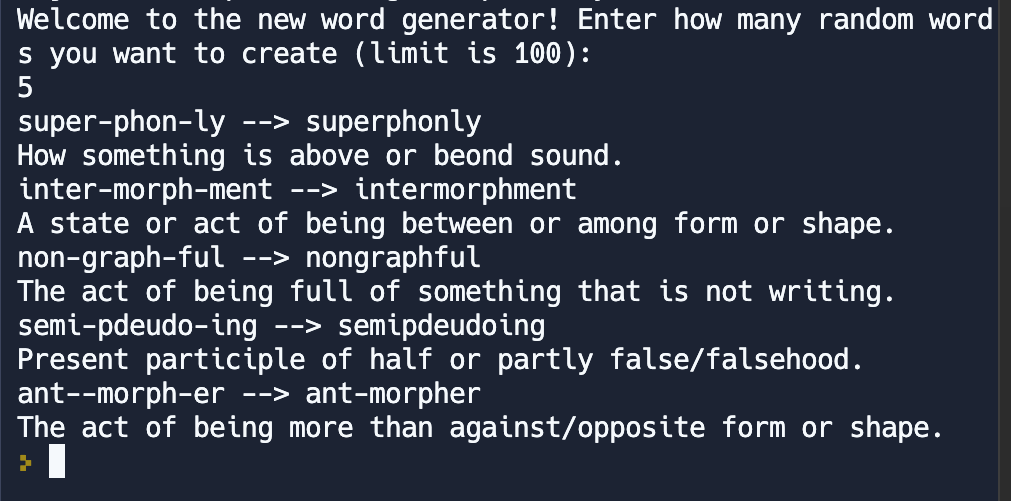 Welcome to the new word generator! Enter how many random word
s you want to create (limit is 100):
5
super-phon-ly --> superphonly
How something is above or beond sound.
inter-morph-ment --> intermorphment
A state or act of being between or among form or shape.
non-graph-ful --> nongraphful
The act of being full of something that is not writing.
semi-pdeudo-ing --> semipdeudoing
Present participle of half or partly false/falsehood.
ant--morph-er --> ant-morpher
The act of being more than against/opposite form or shape.
>